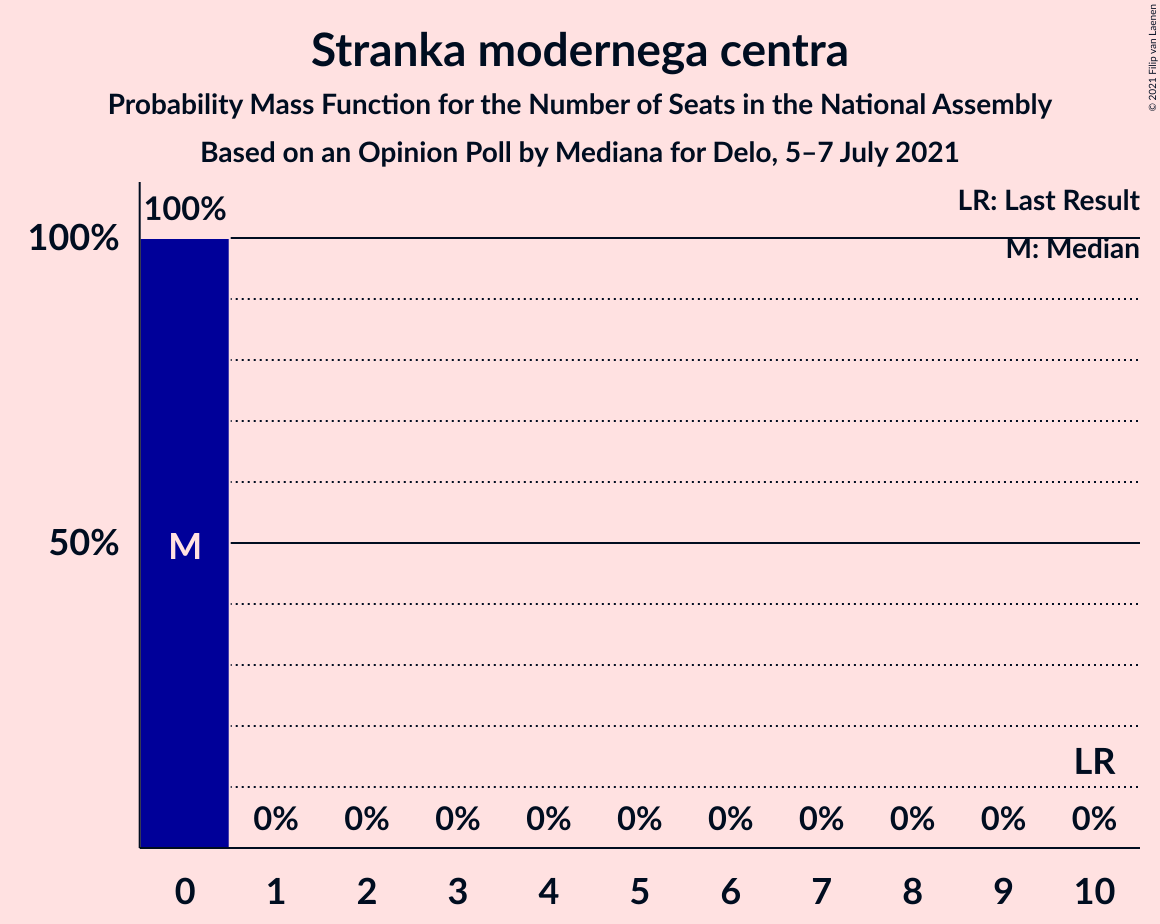 Stranka modernega centra
Probability Mass Function for the Number of Seats in the National Assembly
Based on an Opinion Poll by Mediana for Delo, 5–7 July 2021
© 2021 Filip van Laenen
LR: Last Result
M: Median
100%
100%
50%
M
LR
0% 0% 0% 0% 0% 0% 0% 0% 0% 0%
0 1 2 3 4 5 6 7 8 9 10